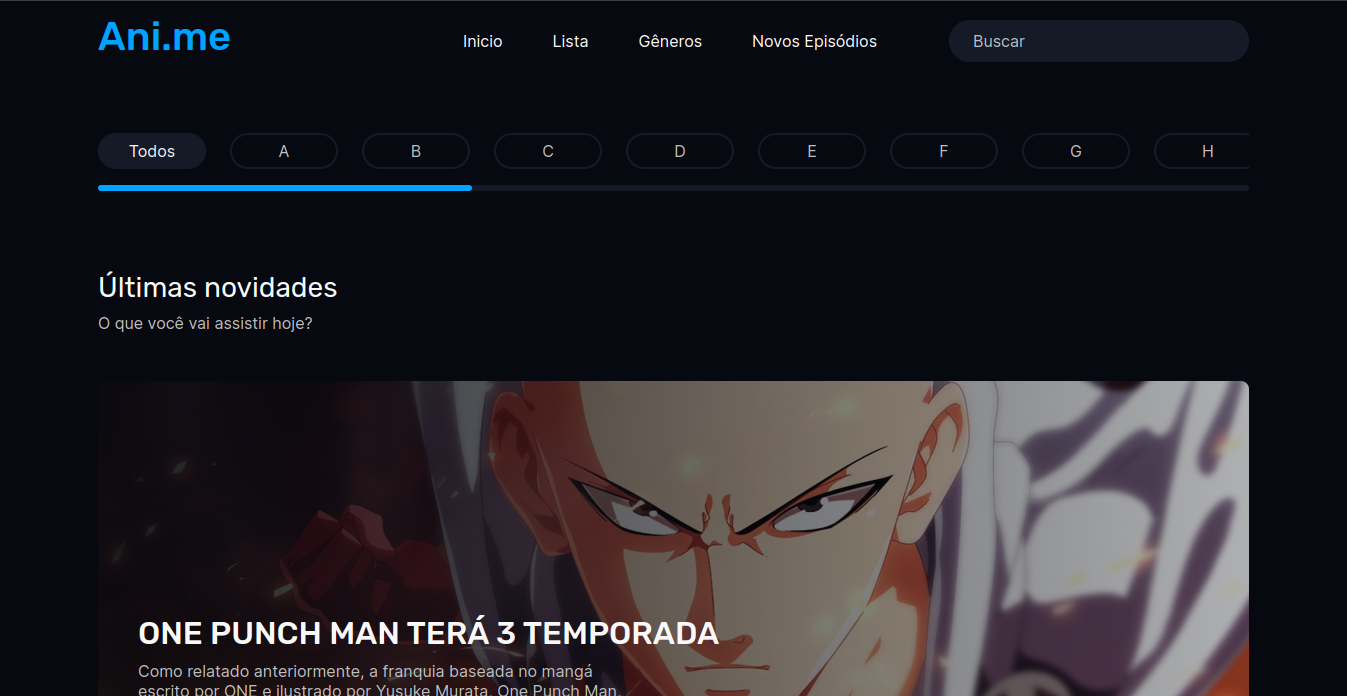 Ani.me
Inicio Lista Gêneros Novos Episódios Buscar
Todos A B C D E F G H
Últimas novidades
O que você vai assistir hoje?
ONE PUNCH MAN TERÁ 3 TEMPORADA
Como relatado anteriormente, a franquia baseada no mangá
escrito por ONE e ilustrado por Yusuke Murata, One Punch Man,